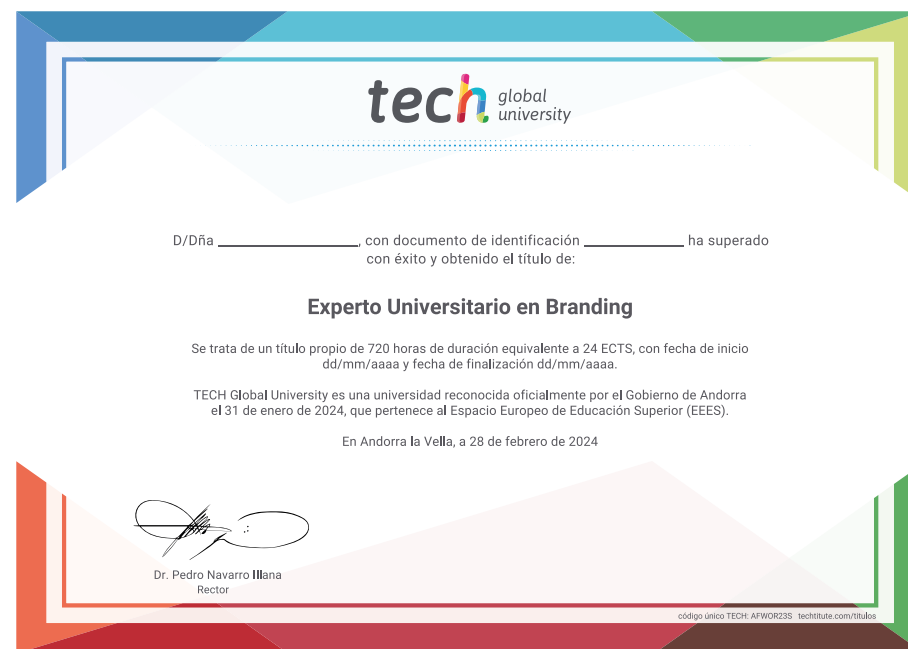 tech global university
D/Dña ____________________, con documento de identificación ______________ ha superado
con éxito y obtenido el título de:
Experto Universitario en Branding
Se trata de un título propio de 720 horas de duración equivalente a 24 ECTS, con fecha de inicio
dd/mm/aaaa y fecha de finalización dd/mm/aaaa.
TECH Global University es una universidad reconocida oficialmente por el Gobierno de Andorra
el 31 de enero de 2024, que pertenece al Espacio Europeo de Educación Superior (EEES).
En Andorra la Vella, a 28 de febrero de 2024
Dr. Pedro Navarro Illana
Rector
código único TECH: AFWOR23S techtitute.com/titulos